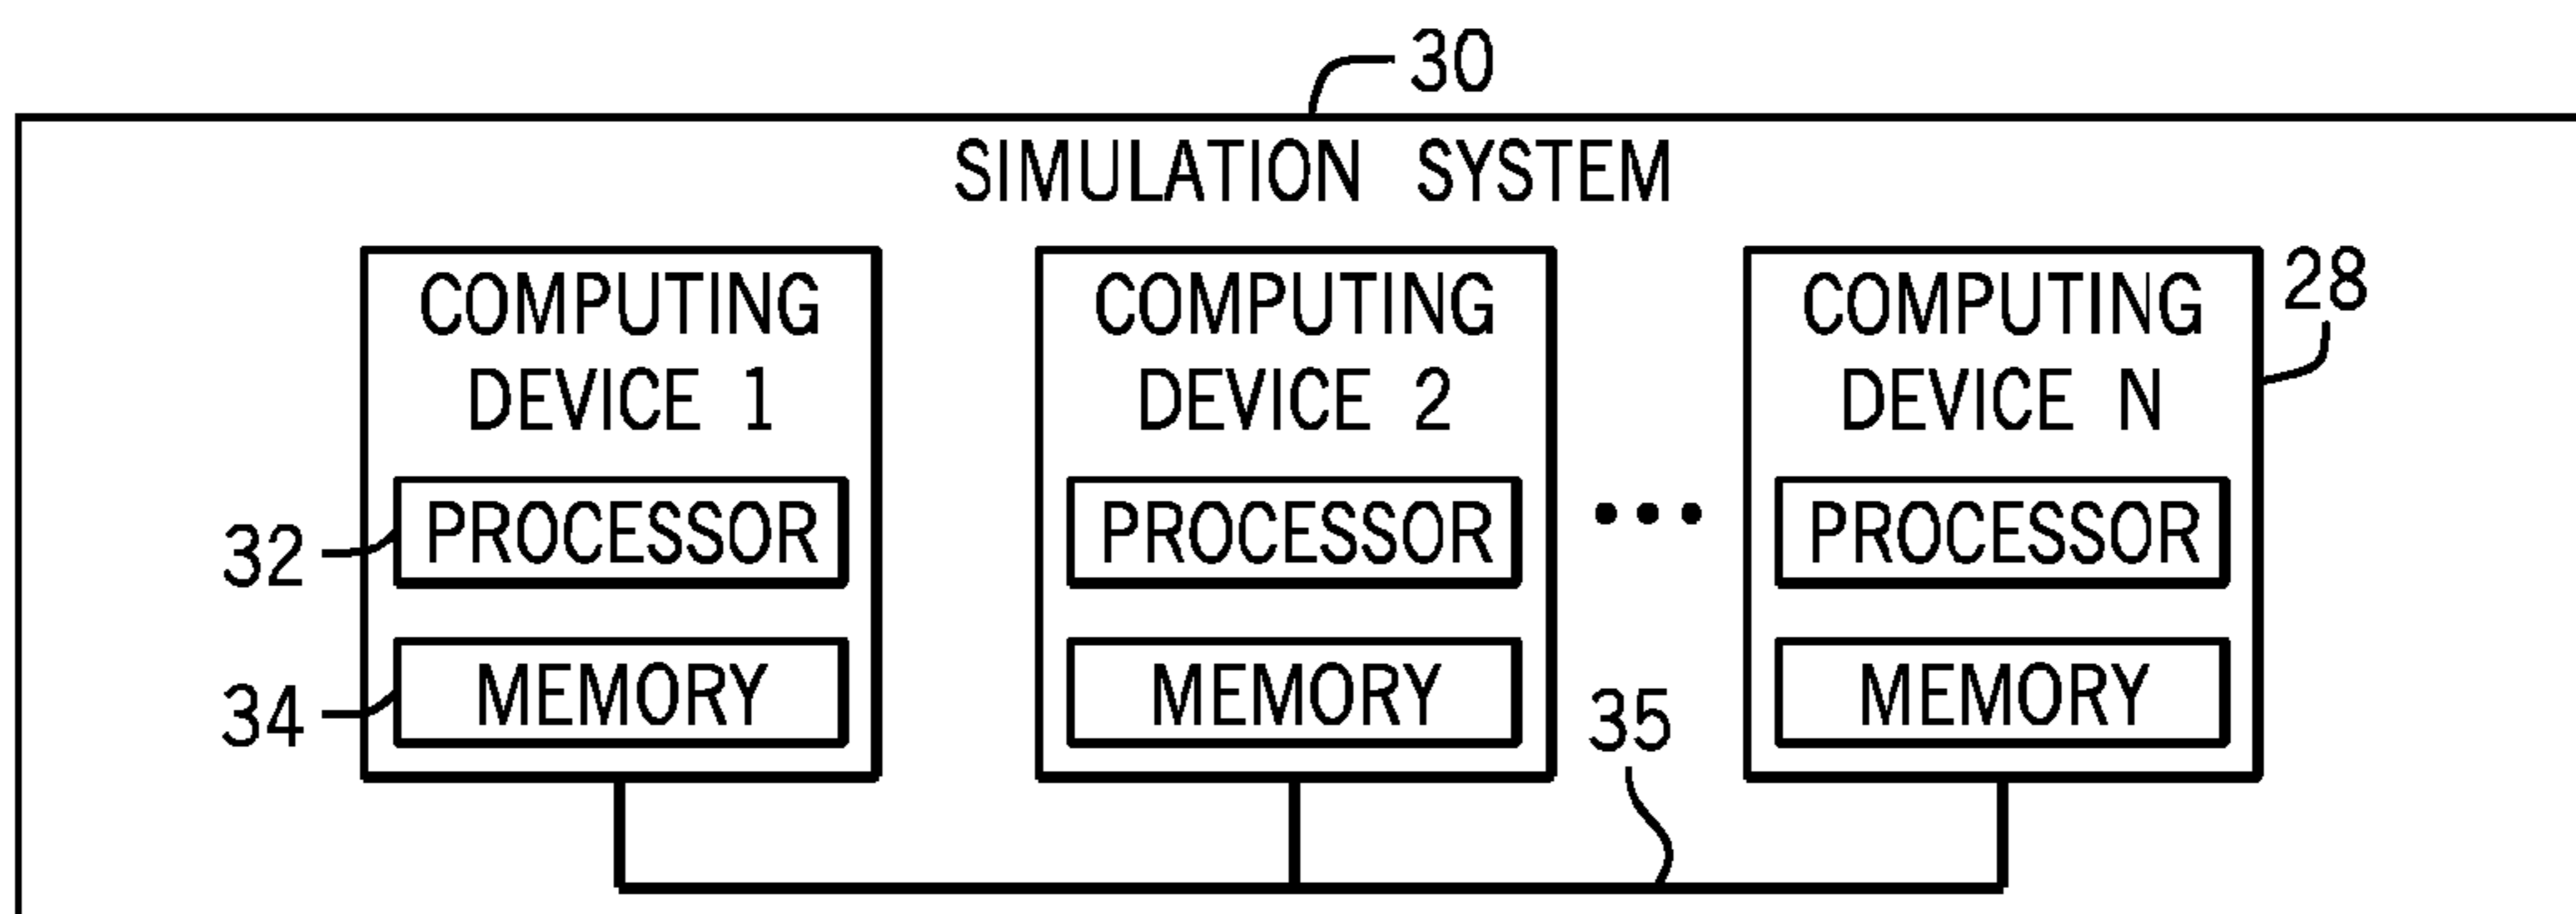 30
SIMULATION SYSTEM
COMPUTING
DEVICE 1
PROCESSOR
32
MEMORY
34
COMPUTING
DEVICE 2
PROCESSOR
MEMORY
COMPUTING
DEVICE N
28
PROCESSOR
MEMORY
35